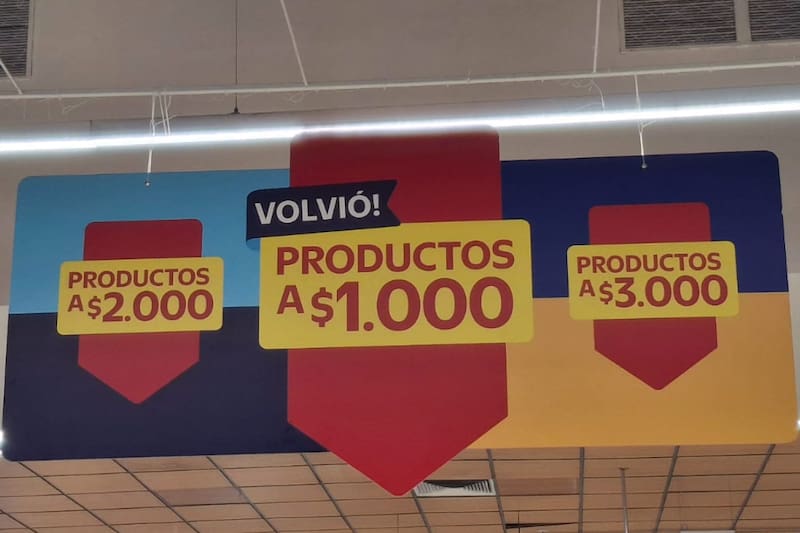 PRODUCTOS
A $2.000
VOLVIÓ!
PRODUCTOS
A $1.000
PRODUCTOS
A $3.000